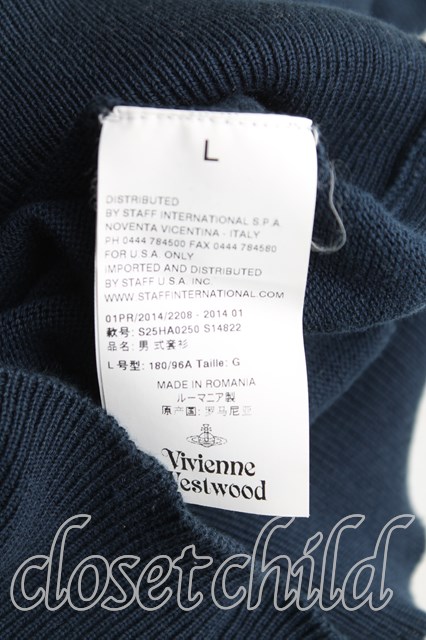 L
DISTRIBUTED
BY STAFF INTERNATIONAL S.P.A.
NOVENTA VICENTINA - ITALY
PH 0444 784500 FAX 0444 784580
FOR U.S.A. ONLY
IMPORTED AND DISTRIBUTED
BY STAFF U.S.A. INC.
WWW.STAFFINTERNATIONAL.COM
01PR/2014/2208 - 2014 01
款号: S25HA0250 S14822
品名: 男式套衫
L 号型: 180/96A Taille: G
MADE IN ROMANIA
ルーマニア製
原产国: 罗马尼亚
Vivienne
Westwood
closet child